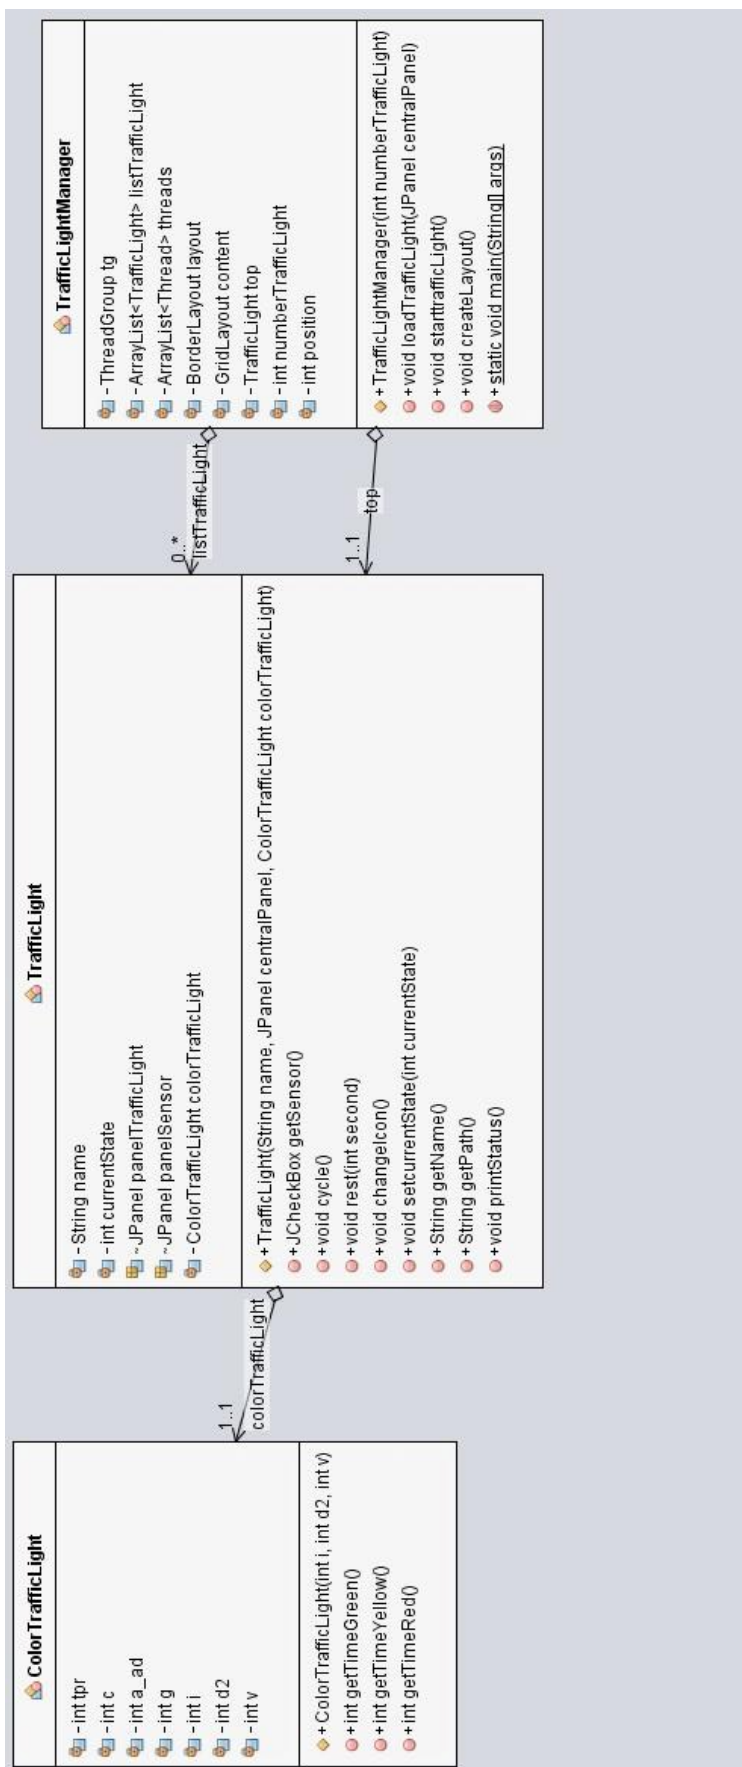 ColorTrafficLight
- int tpr
- int c
- int a_ad
- int g
- int i
- int d2
- int v
+ ColorTrafficLight(int i, int d2, int v)
+ int getTimeGreen()
+ int getTimeYellow()
+ int getTimeRed()
1..1
colorTrafficLight
TrafficLight
- String name
- int currentState
~ JPanel panelTrafficLight
~ JPanel panelSensor
- ColorTrafficLight colorTrafficLight
+ TrafficLight(String name, JPanel centralPanel, ColorTrafficLight colorTrafficLight)
+ JCheckBox getSensor()
+ void cycle()
+ void rest(int second)
+ void changeIcon()
+ void setcurrentState(int currentState)
+ String getName()
+ String getPath()
+ void printStatus()
0..*
listTrafficLight
1..1
top
TrafficLightManager
- ThreadGroup tg
- ArrayList<TrafficLight> listTrafficLight
- ArrayList<Thread> threads
- BorderLayout layout
- GridLayout content
- TrafficLight top
- int numberTrafficLight
- int position
+ TrafficLightManager(int numberTrafficLight)
+ void loadTrafficLight(JPanel centralPanel)
+ void starttrafficLight()
+ void createLayout()
+ static void main(String[] args)